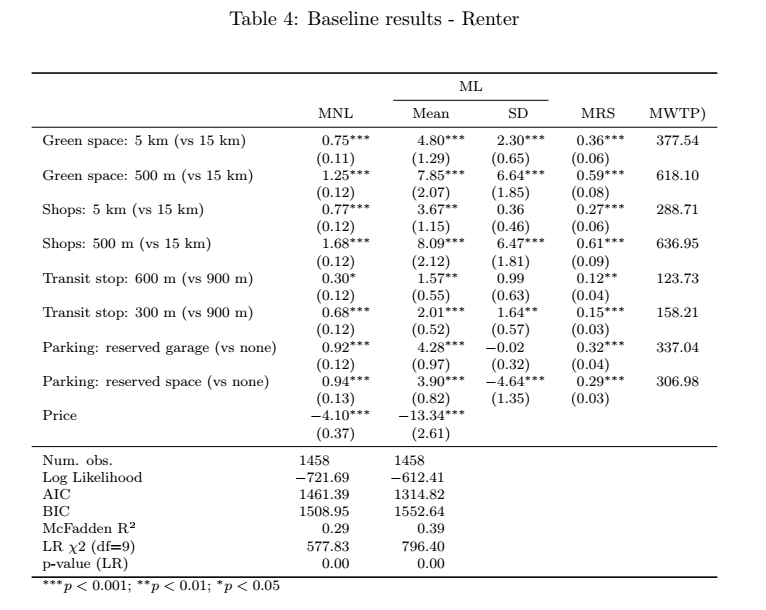 Table 4: Baseline results - Renter
ML
MNL Mean SD MRS MWTP)
Green space: 5 km (vs 15 km) 0.75*** 4.80*** 2.30*** 0.36*** 377.54
(0.11) (1.29) (0.65) (0.06)
Green space: 500 m (vs 15 km) 1.25*** 7.85*** 6.64*** 0.59*** 618.10
(0.12) (2.07) (1.85) (0.08)
Shops: 5 km (vs 15 km) 0.77*** 3.67** 0.36 0.27*** 288.71
(0.12) (1.15) (0.46) (0.06)
Shops: 500 m (vs 15 km) 1.68*** 8.09*** 6.47*** 0.61*** 636.95
(0.12) (2.12) (1.81) (0.09)
Transit stop: 600 m (vs 900 m) 0.30* 1.57** 0.99 0.12** 123.73
(0.12) (0.55) (0.63) (0.04)
Transit stop: 300 m (vs 900 m) 0.68*** 2.01*** 1.64** 0.15*** 158.21
(0.12) (0.52) (0.57) (0.03)
Parking: reserved garage (vs none) 0.92*** 4.28*** −0.02 0.32*** 337.04
(0.12) (0.97) (0.32) (0.04)
Parking: reserved space (vs none) 0.94*** 3.90*** −4.64*** 0.29*** 306.98
(0.13) (0.82) (1.35) (0.03)
Price −4.10*** −13.34***
(0.37) (2.61)
Num. obs. 1458 1458
Log Likelihood −721.69 −612.41
AIC 1461.39 1314.82
BIC 1508.95 1552.64
McFadden R² 0.29 0.39
LR χ2 (df=9) 577.83 796.40
p-value (LR) 0.00 0.00
***p < 0.001; **p < 0.01; *p < 0.05